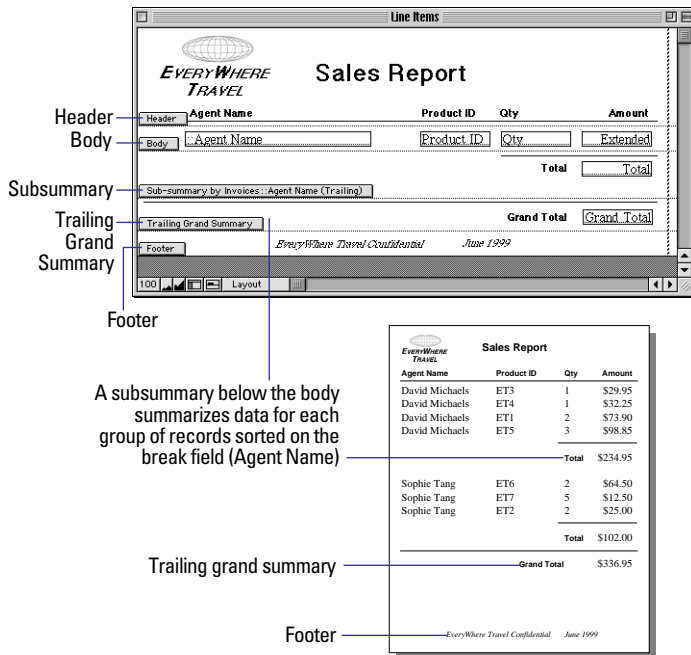 Line Items
EVERYWHERE
TRAVEL
Sales Report
Header
Agent Name Product ID Qty Amount
Header
Body
Body
::Agent Name Product ID Qty Extended
Total Total
Subsummary
Sub-summary by Invoices::Agent Name (Trailing)
Trailing
Grand
Summary
Trailing Grand Summary
Grand Total Grand Total
Footer
EveryWhere Travel Confidential June 1999
100 Layout
Footer
A subsummary below the body
summarizes data for each
group of records sorted on the
break field (Agent Name)
EVERYWHERE
TRAVEL
Sales Report
Agent Name Product ID Qty Amount
David Michaels ET3 1 $29.95
David Michaels ET4 1 $32.25
David Michaels ET1 2 $73.90
David Michaels ET5 3 $98.85
Total $234.95
Sophie Tang ET6 2 $64.50
Sophie Tang ET7 5 $12.50
Sophie Tang ET2 2 $25.00
Total $102.00
Trailing grand summary
Grand Total $336.95
Footer
EveryWhere Travel Confidential June 1999